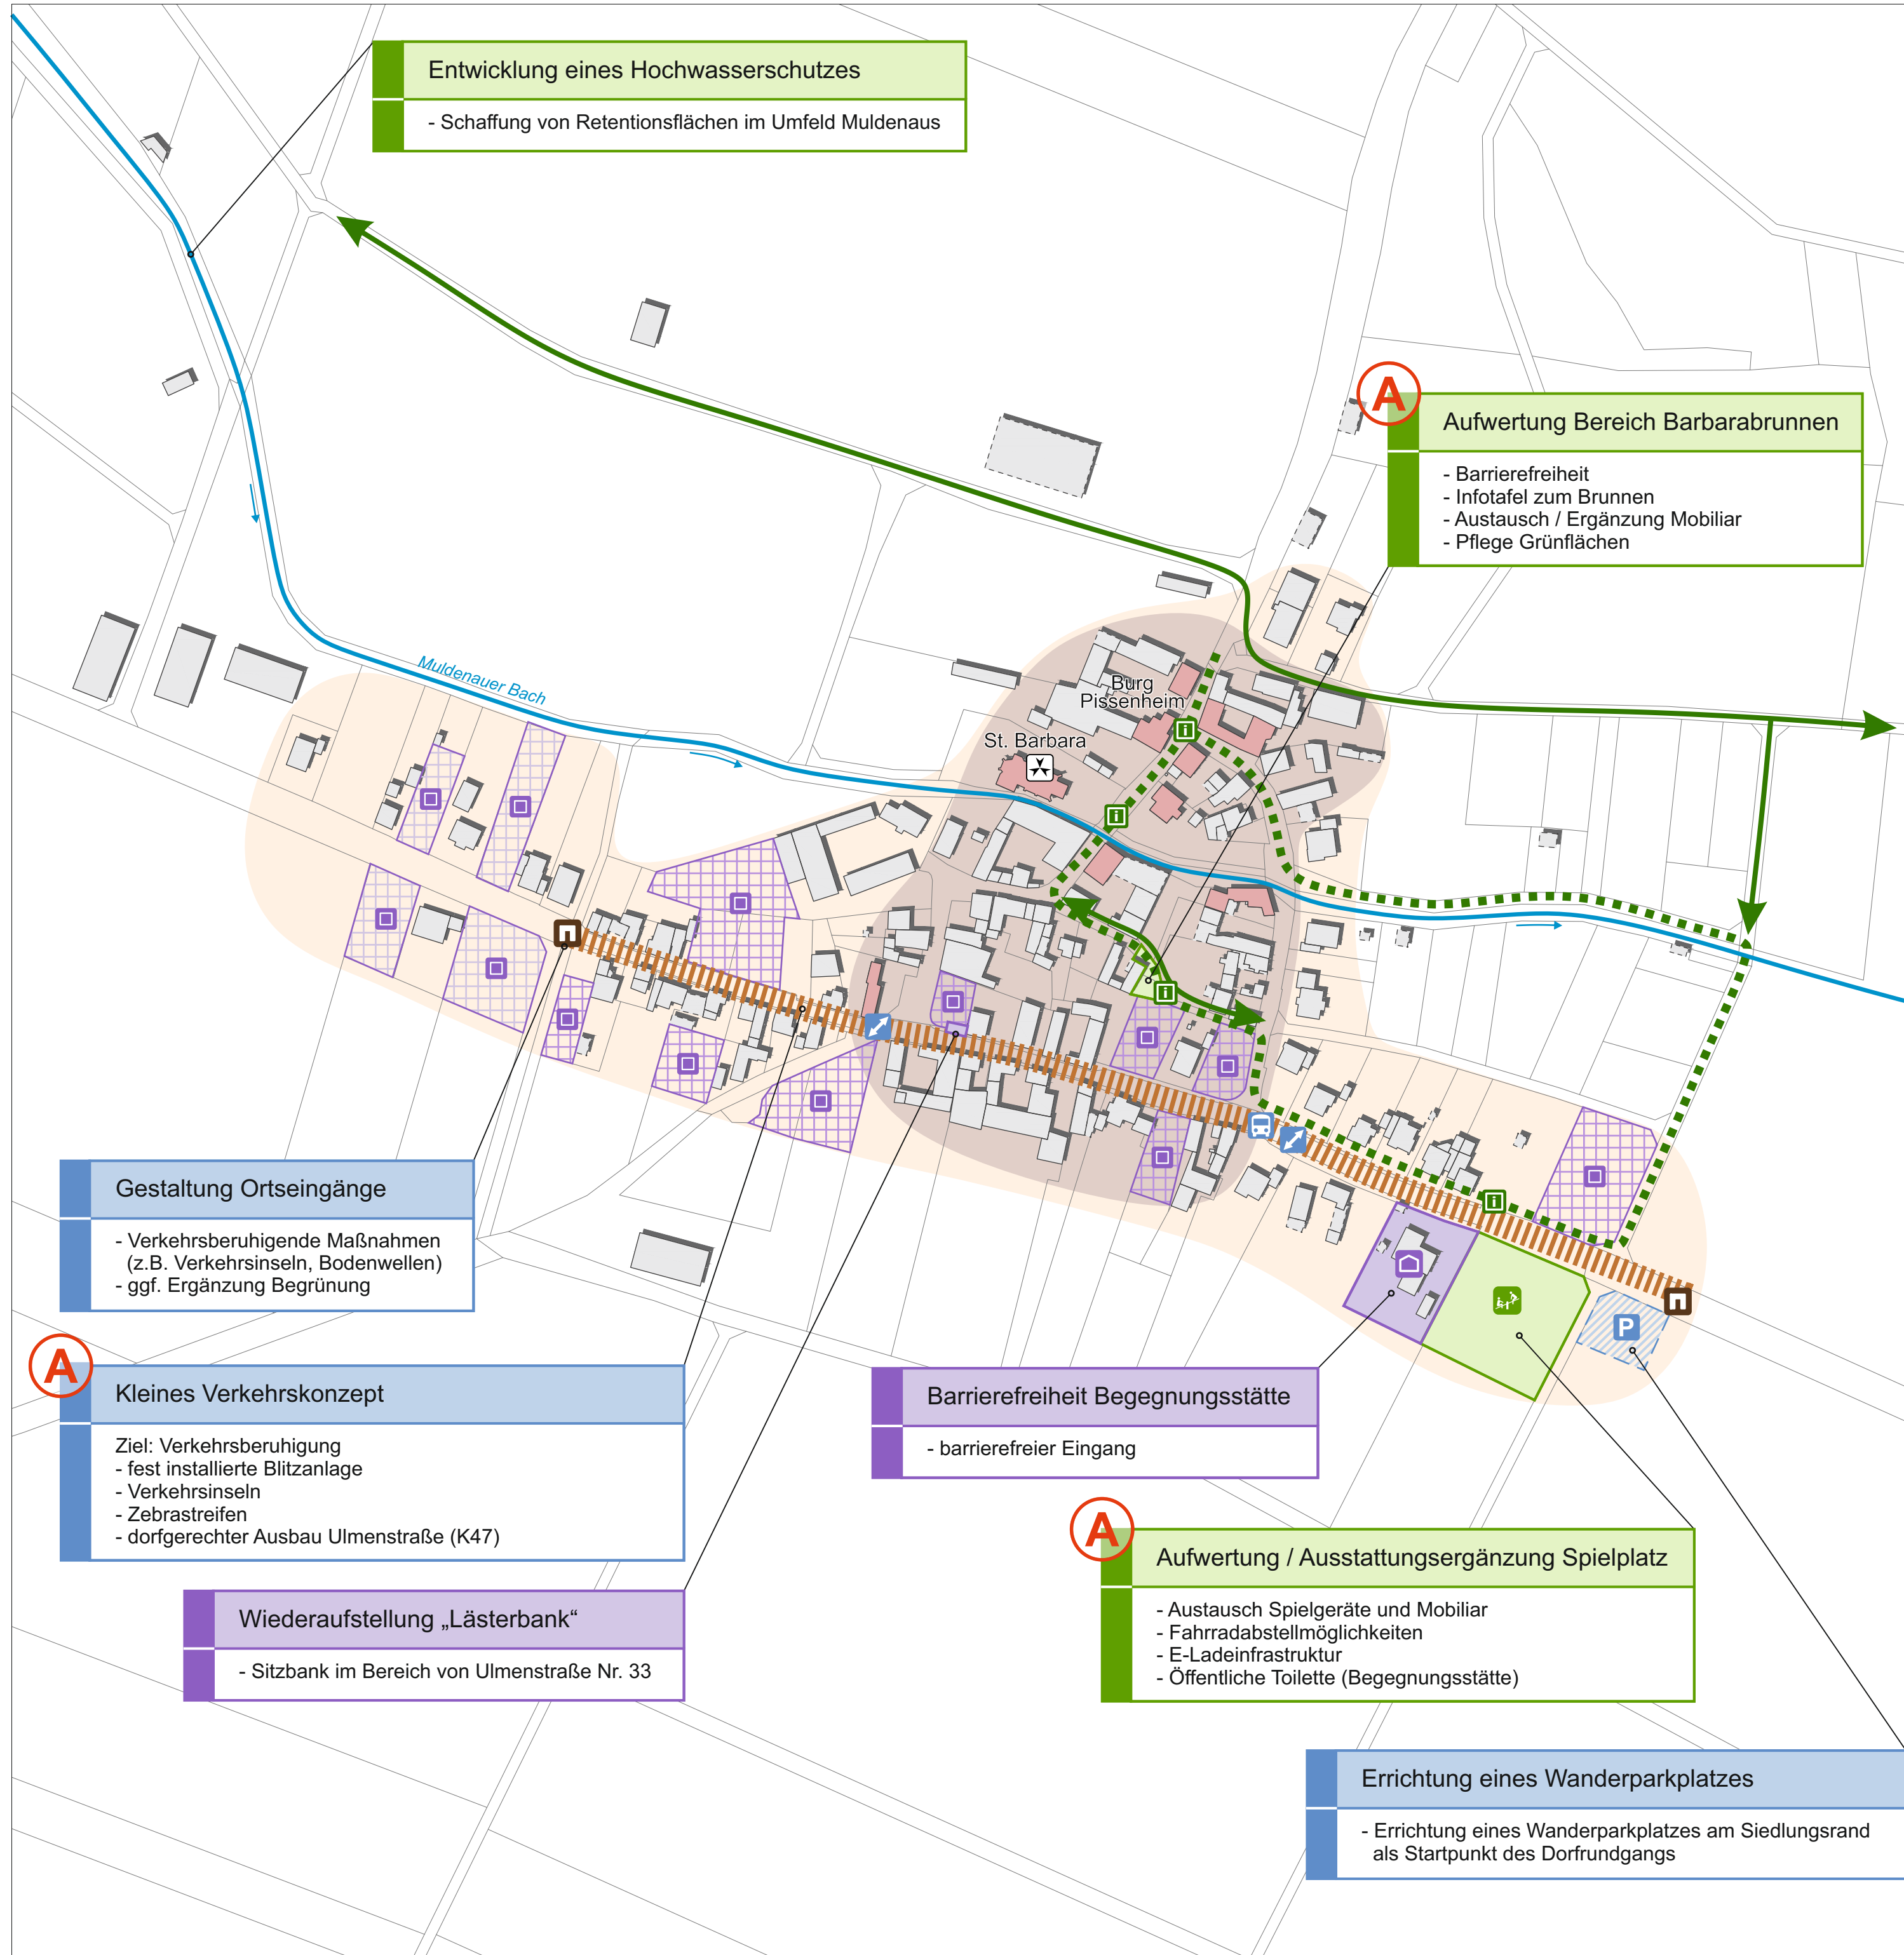 Entwicklung eines Hochwasserschutzes
- Schaffung von Retentionsflächen im Umfeld Muldenaus
A
Aufwertung Bereich Barbarabrunnen
- Barrierefreiheit
- Infotafel zum Brunnen
- Austausch / Ergänzung Mobiliar
- Pflege Grünflächen
Muldenauer Bach
Burg
Pissenheim
St. Barbara
i
i
i
i
P
Gestaltung Ortseingänge
- Verkehrsberuhigende Maßnahmen
(z.B. Verkehrsinseln, Bodenwellen)
- ggf. Ergänzung Begrünung
A
Kleines Verkehrskonzept
Ziel: Verkehrsberuhigung
- fest installierte Blitzanlage
- Verkehrsinseln
- Zebrastreifen
- dorfgerechter Ausbau Ulmenstraße (K47)
Barrierefreiheit Begegnungsstätte
- barrierefreier Eingang
A
Aufwertung / Ausstattungsergänzung Spielplatz
- Austausch Spielgeräte und Mobiliar
- Fahrradabstellmöglichkeiten
- E-Ladeinfrastruktur
- Öffentliche Toilette (Begegnungsstätte)
Wiederaufstellung „Lästerbank“
- Sitzbank im Bereich von Ulmenstraße Nr. 33
Errichtung eines Wanderparkplatzes
- Errichtung eines Wanderparkplatzes am Siedlungsrand
als Startpunkt des Dorfrundgangs